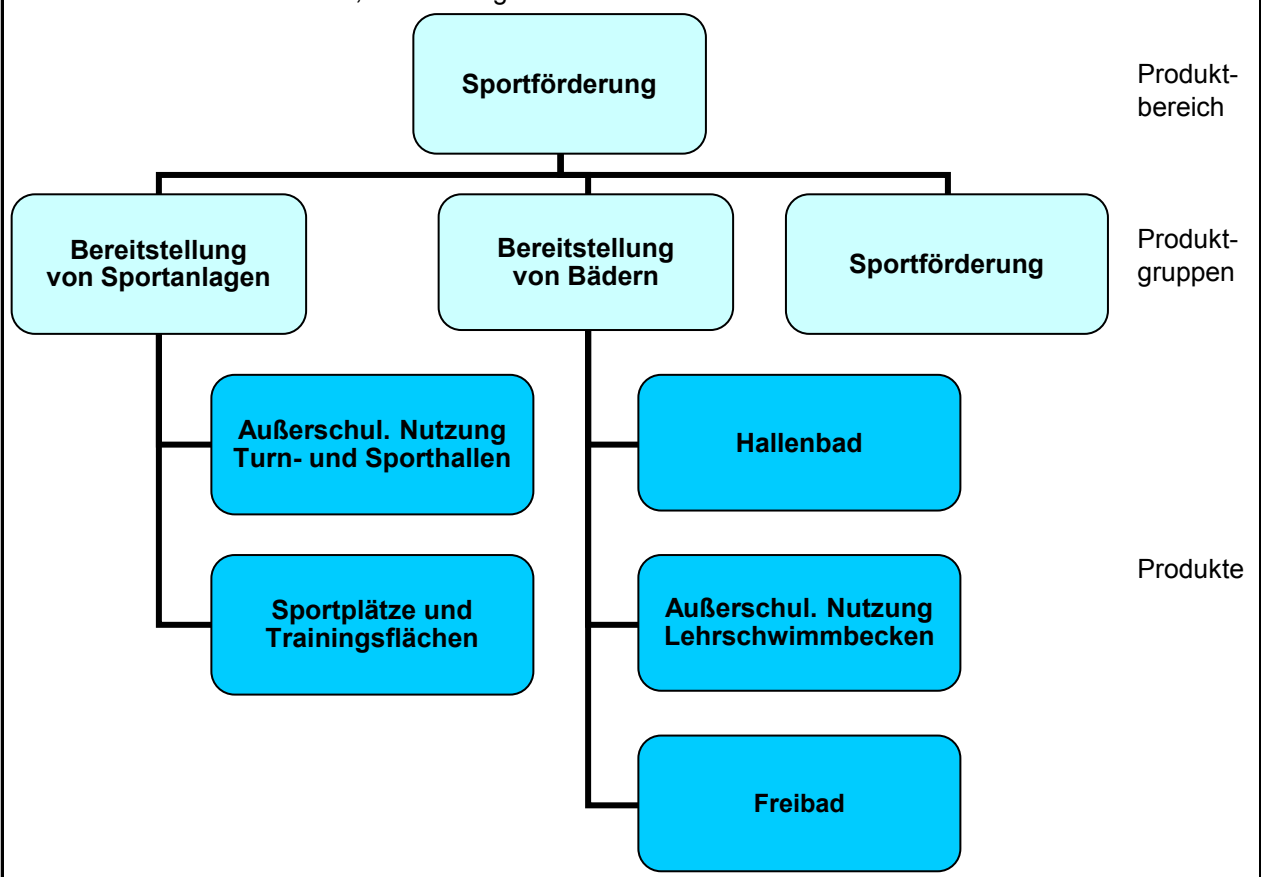 Sportförderung
Produkt-
bereich
Bereitstellung
von Sportanlagen
Bereitstellung
von Bädern
Sportförderung
Produkt-
gruppen
Außerschul. Nutzung
Turn- und Sporthallen
Hallenbad
Sportplätze und
Trainingsflächen
Außerschul. Nutzung
Lehrschwimmbecken
Produkte
Freibad